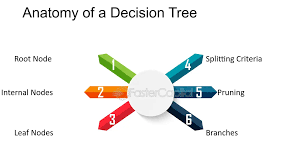 Anatomy of a Decision Tree
Root Node
1
4
Splitting Criteria
Internal Nodes
2
FasterCapital
5
Pruning
Leaf Nodes
3
6
Branches